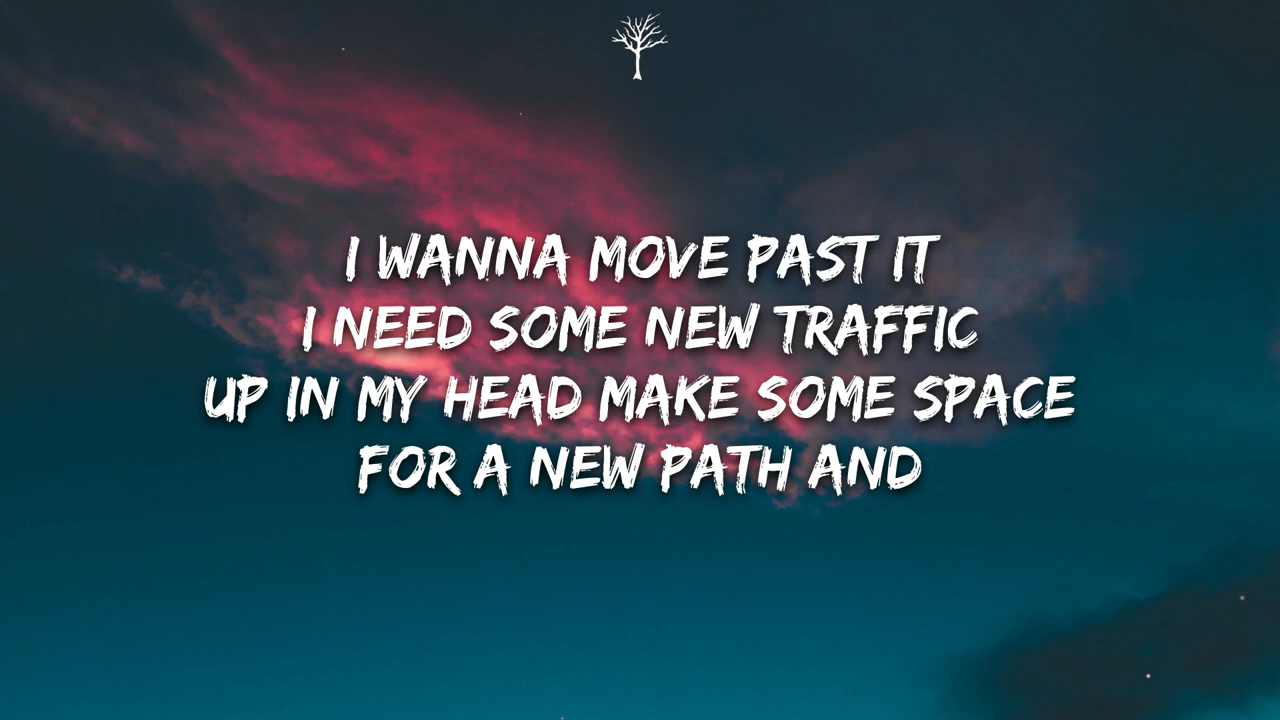 I WANNA MOVE PAST IT
I NEED SOME NEW TRAFFIC
UP IN MY HEAD MAKE SOME SPACE
FOR A NEW PATH AND